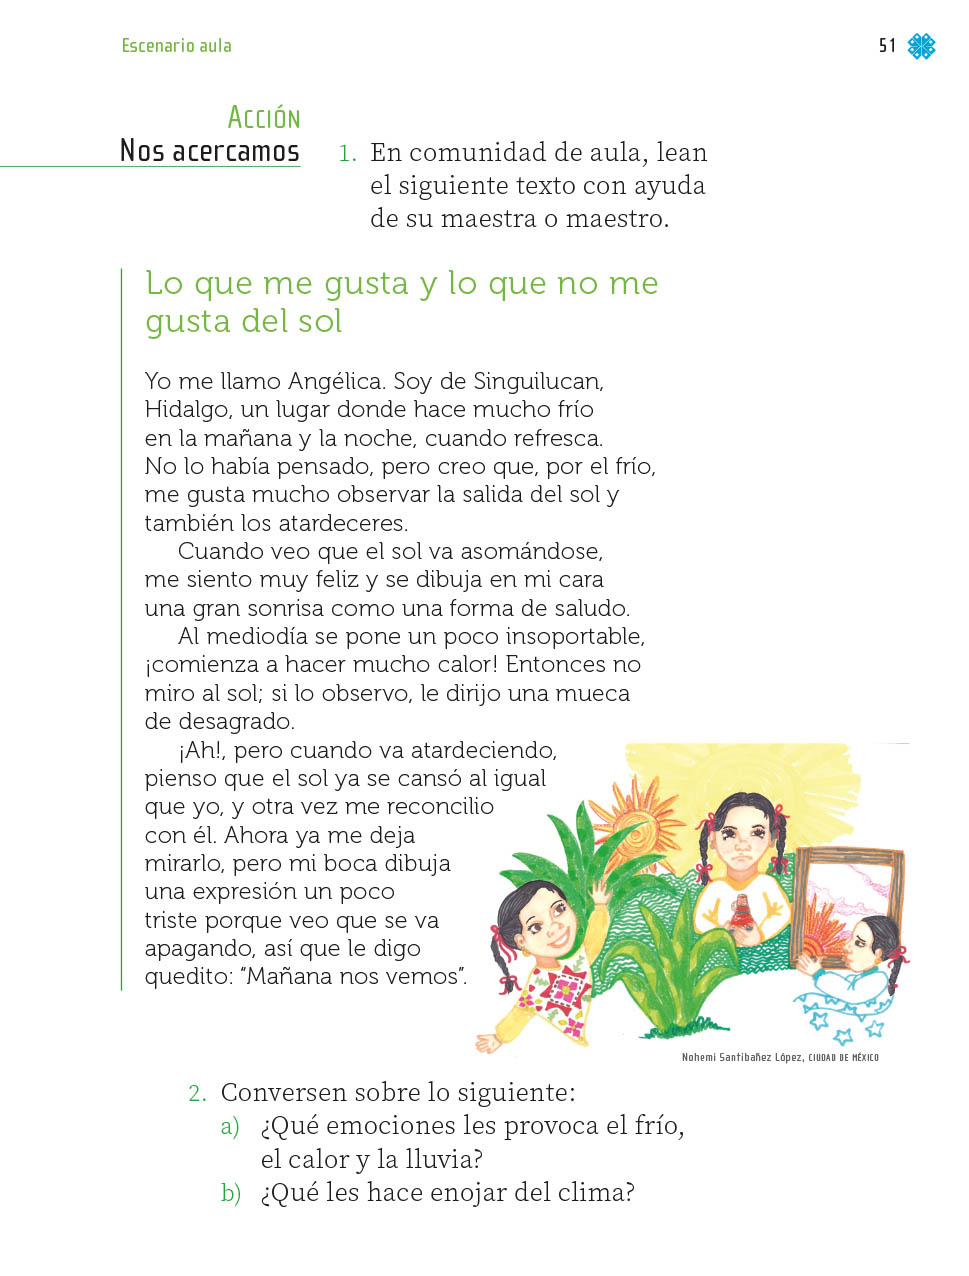 Escenario aula
51
Acción
Nos acercamos
1. En comunidad de aula, lean
el siguiente texto con ayuda
de su maestra o maestro.
Lo que me gusta y lo que no me
gusta del sol
Yo me llamo Angélica. Soy de Singuilucan,
Hidalgo, un lugar donde hace mucho frío
en la mañana y la noche, cuando refresca.
No lo había pensado, pero creo que, por el frío,
me gusta mucho observar la salida del sol y
también los atardeceres.
Cuando veo que el sol va asomándose,
me siento muy feliz y se dibuja en mi cara
una gran sonrisa como una forma de saludo.
Al mediodía se pone un poco insoportable,
¡comienza a hacer mucho calor! Entonces no
miro al sol; si lo observo, le dirijo una mueca
de desagrado.
¡Ah!, pero cuando va atardeciendo,
pienso que el sol ya se cansó al igual
que yo, y otra vez me reconcilio
con él. Ahora ya me deja
mirarlo, pero mi boca dibuja
una expresión un poco
triste porque veo que se va
apagando, así que le digo
quedito: “Mañana nos vemos”.
Nohemi Santibañez López, CIUDAD DE MÉXICO
2. Conversen sobre lo siguiente:
a) ¿Qué emociones les provoca el frío,
el calor y la lluvia?
b) ¿Qué les hace enojar del clima?